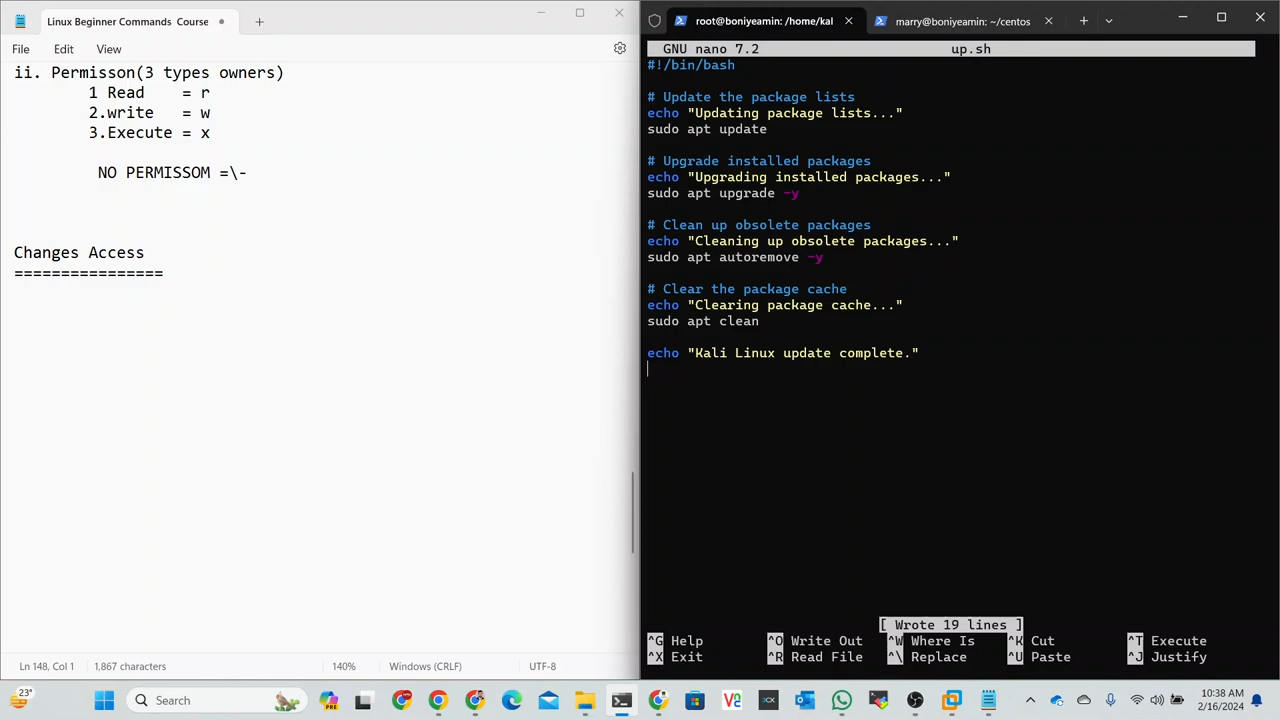 Linux Beginner Commands Course
File Edit View
ii. Permisson(3 types owners)
1 Read = r
2.write = w
3.Execute = x
NO PERMISSOM =\-
Changes Access
================
Ln 148, Col 1 1,867 characters 140% Windows (CRLF) UTF-8
root@boniyeamin: /home/kal
marry@boniyeamin: ~/centos
GNU nano 7.2 up.sh
#!/bin/bash
# Update the package lists
echo "Updating package lists..."
sudo apt update
# Upgrade installed packages
echo "Upgrading installed packages..."
sudo apt upgrade -y
# Clean up obsolete packages
echo "Cleaning up obsolete packages..."
sudo apt autoremove -y
# Clear the package cache
echo "Clearing package cache..."
sudo apt clean
echo "Kali Linux update complete."
[ Wrote 19 lines ]
^G Help ^O Write Out ^W Where Is ^K Cut ^T Execute
^X Exit ^R Read File ^\ Replace ^U Paste ^J Justify
23°
Search
PRE
10:38 AM
2/16/2024